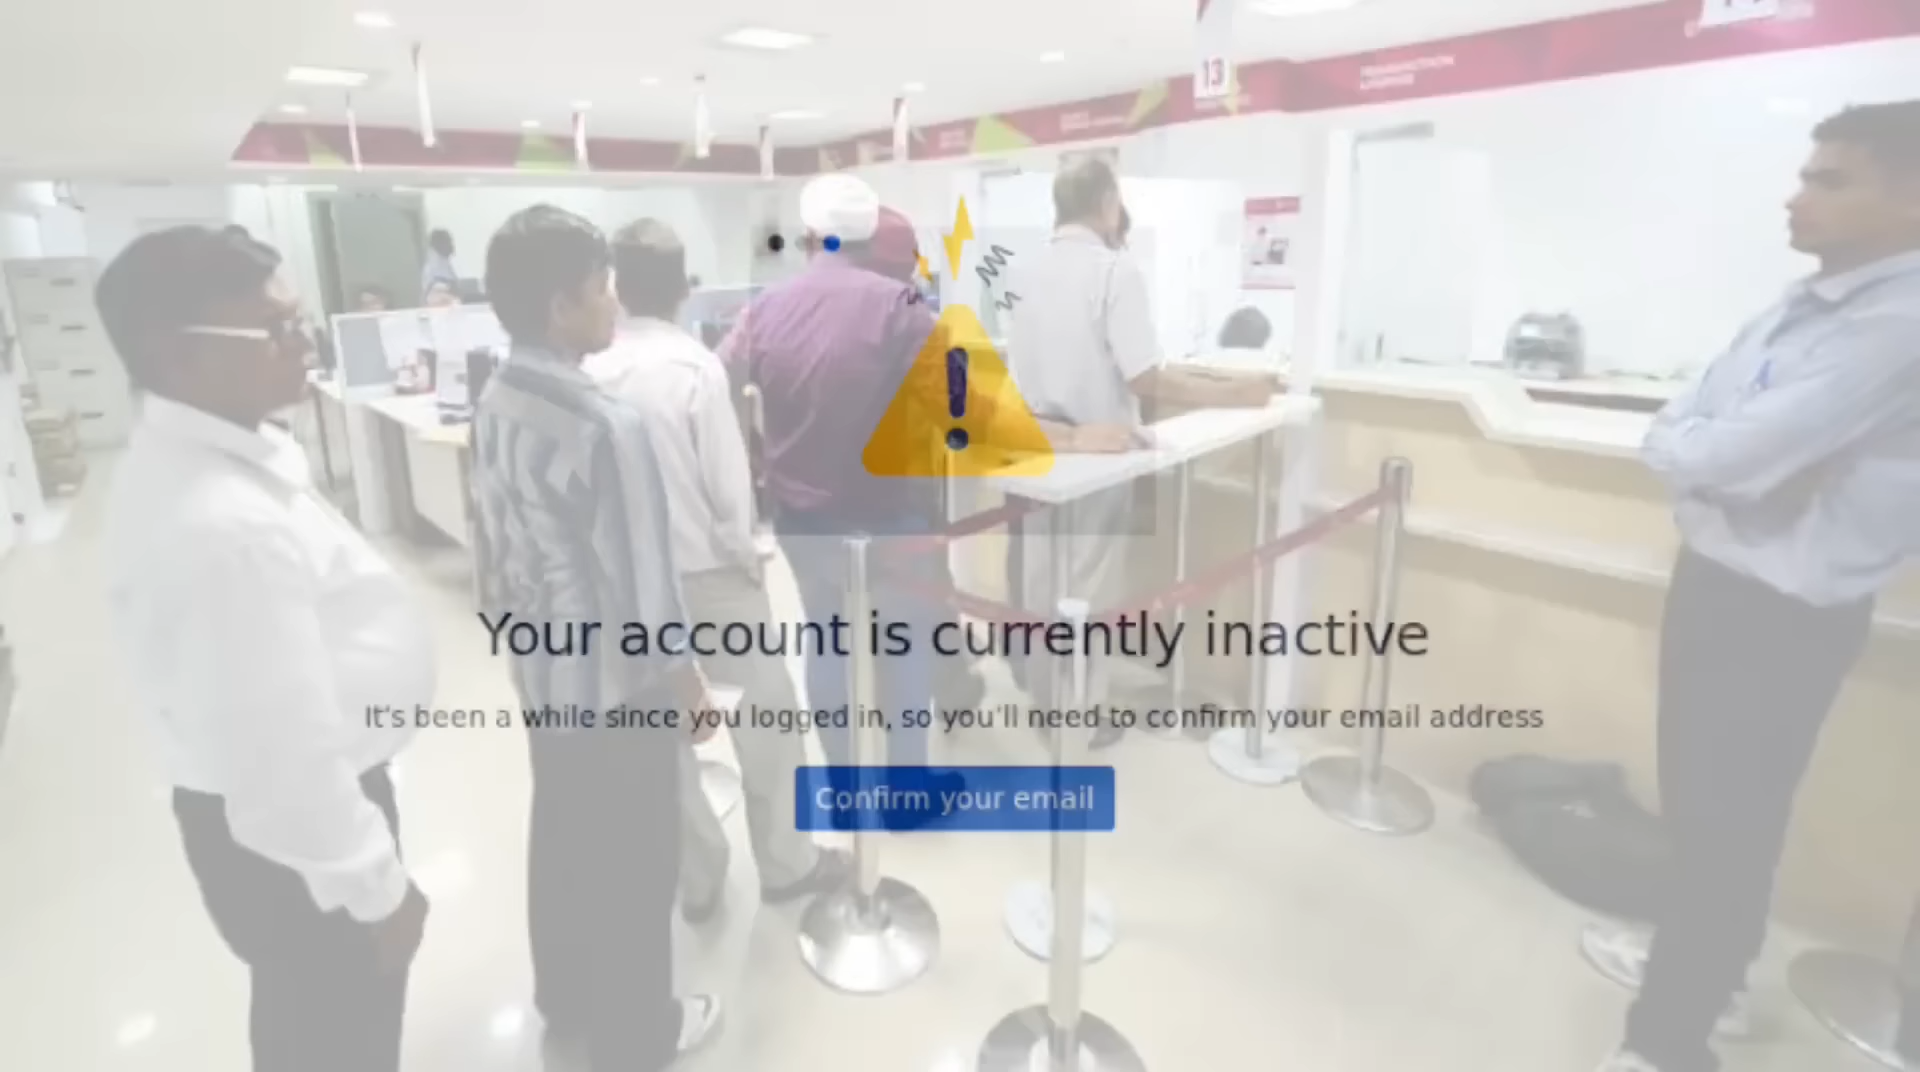 13
Your account is currently inactive
It's been a while since you logged in, so you'll need to confirm your email address
Confirm your email